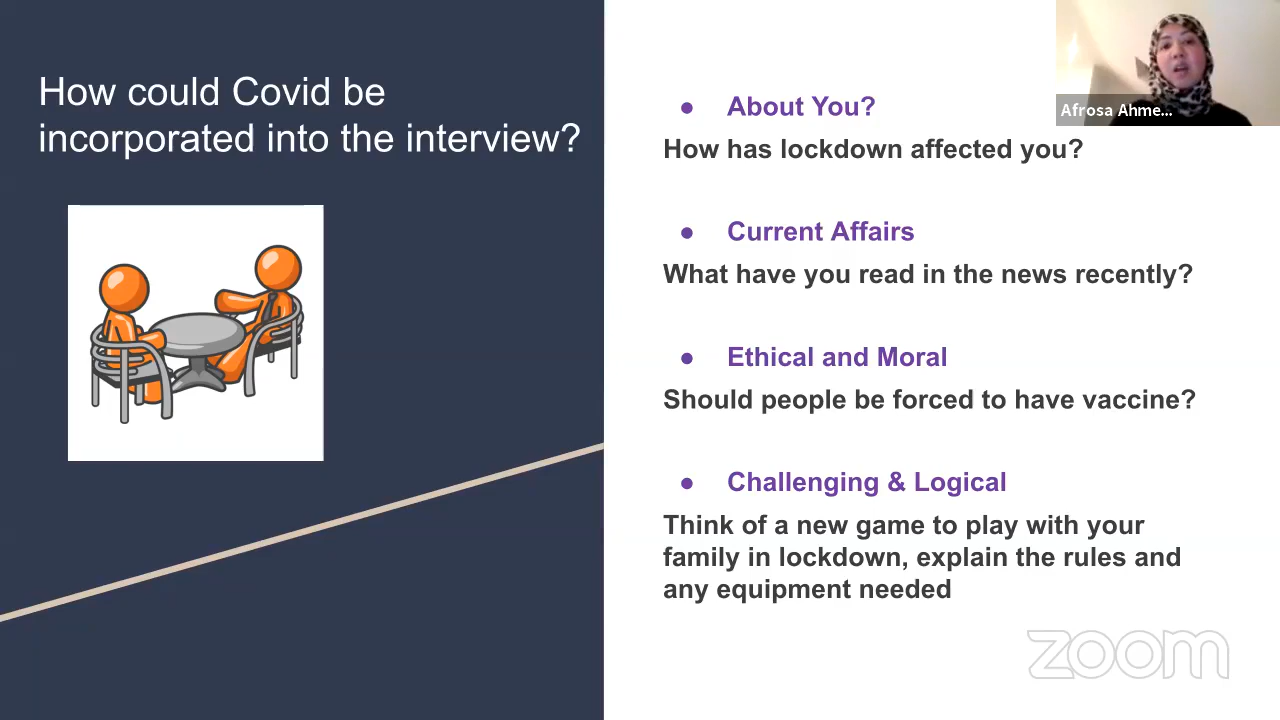 How could Covid be
incorporated into the interview?
● About You?
How has lockdown affected you?
● Current Affairs
What have you read in the news recently?
● Ethical and Moral
Should people be forced to have vaccine?
● Challenging & Logical
Think of a new game to play with your
family in lockdown, explain the rules and
any equipment needed
Afrosa Ahme...
zoom